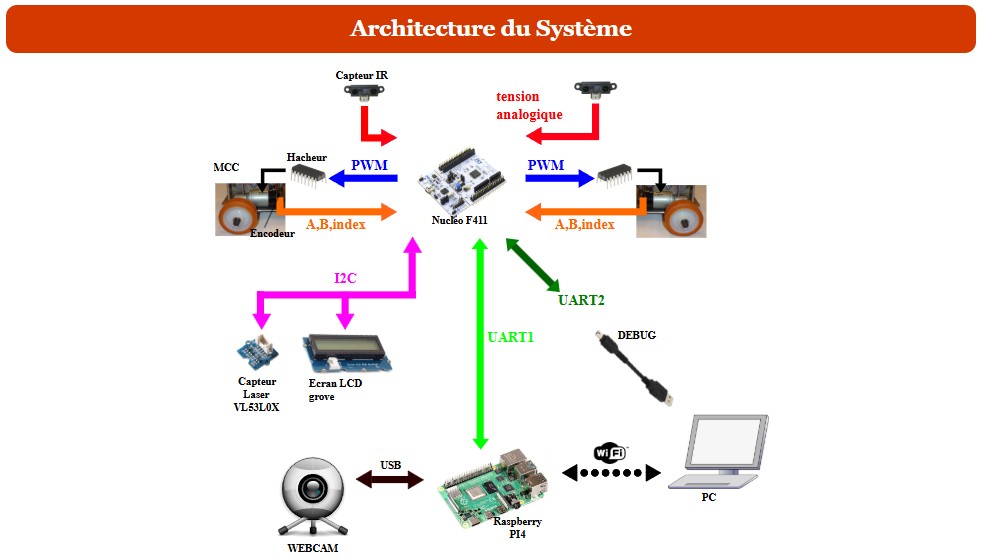 Architecture du Système
Capteur IR
tension
analogique
MCC
Hacheur
PWM
PWM
Nucléo F411
Encodeur
A,B,index
A,B,index
I2C
UART2
UART1
DEBUG
Capteur
Laser
VL53L0X
Ecran LCD
grove
WiFi
USB
PC
Raspberry
PI4
WEBCAM